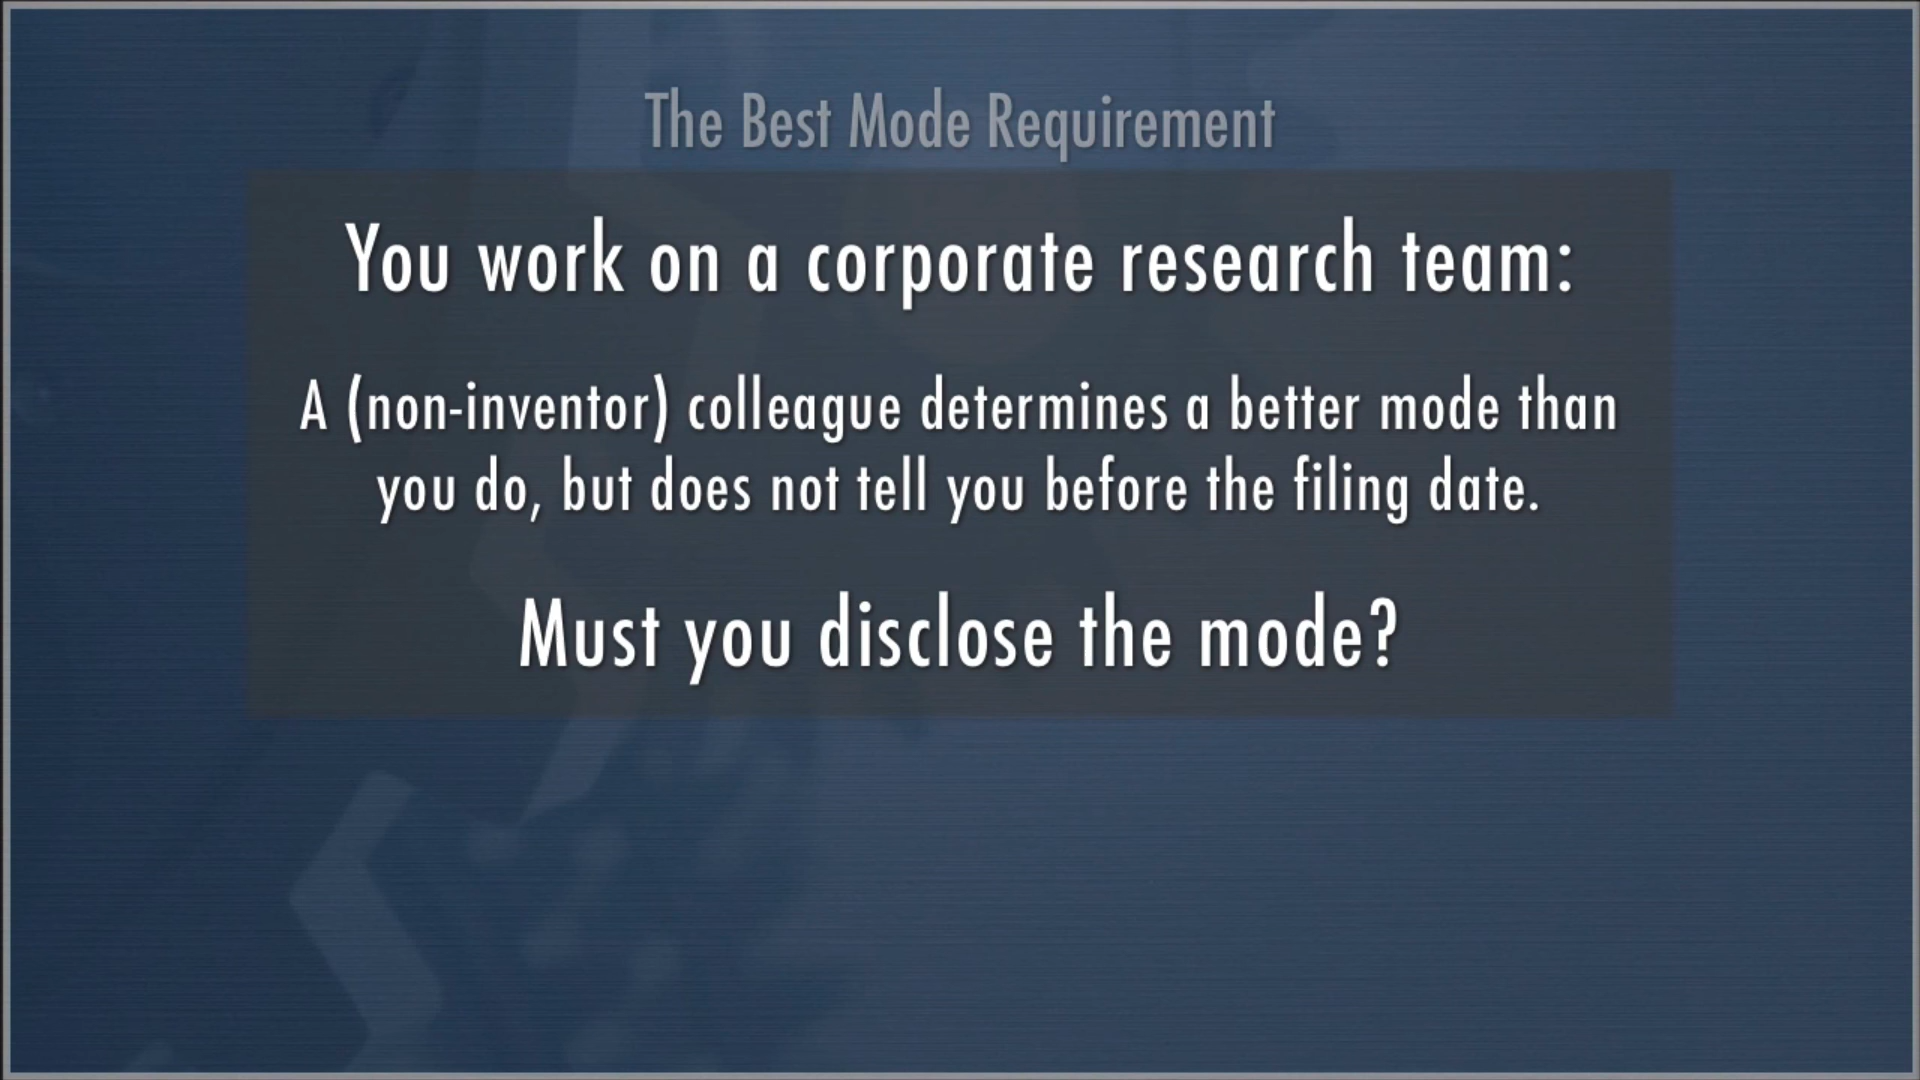 The Best Mode Requirement
You work on a corporate research team:
A (non-inventor) colleague determines a better mode than
you do, but does not tell you before the filing date.
Must you disclose the mode?